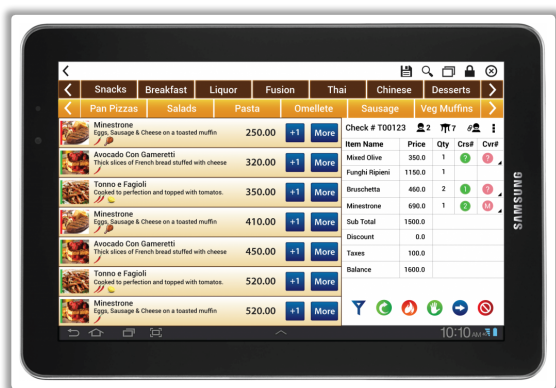 Snacks Breakfast Liquor Fusion Thai Chinese Desserts
Pan Pizzas Salads Pasta Omellete Sausage Veg Muffins
Minestrone
Eggs, Sausage & Cheese on a toasted muffin
250.00 +1 More
Avocado Con Gameretti
Thick slices of French bread stuffed with cheese
320.00 +1 More
Tonno e Fagioli
Cooked to perfection and topped with tomatos.
350.00 +1 More
Minestrone
Eggs, Sausage & Cheese on a toasted muffin
410.00 +1 More
Avocado Con Gameretti
Thick slices of French bread stuffed with cheese
450.00 +1 More
Tonno e Fagioli
Cooked to perfection and topped with tomatos.
520.00 +1 More
Minestrone
Eggs, Sausage & Cheese on a toasted muffin
520.00 +1 More
Check # T00123 2 7
Item Name Price Qty Crs# Cvr#
Mixed Olive 350.0 1 ? ?
Funghi Ripieni 1150.0 1
Bruschetta 460.0 2 1 ?
Minestrone 690.0 1 2 M
Sub Total 1500.0
Discount 0.0
Taxes 100.0
Balance 1600.0
10:10 AM
SAMSUNG